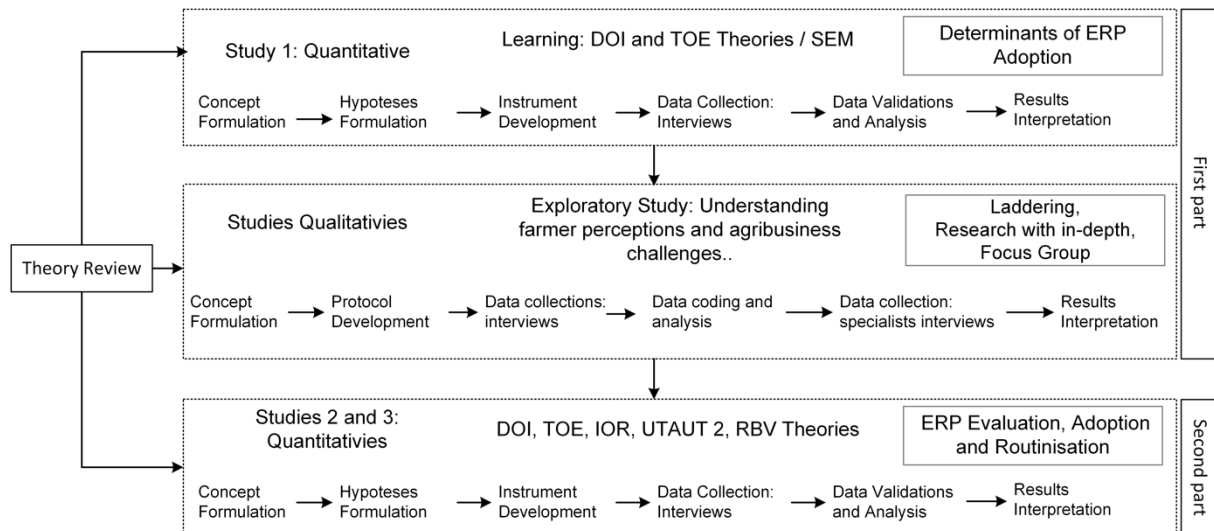 Theory Review
Study 1: Quantitative
Learning: DOI and TOE Theories / SEM
Determinants of ERP
Adoption
Concept
Formulation
Hypoteses
Formulation
Instrument
Development
Data Collection:
Interviews
Data Validations
and Analysis
Results
Interpretation
Studies Qualitativies
Exploratory Study: Understanding
farmer perceptions and agribusiness
challenges..
Laddering,
Research with in-depth,
Focus Group
Concept
Formulation
Protocol
Development
Data collections:
interviews
Data coding and
analysis
Data collection:
specialists interviews
Results
Interpretation
First part
Studies 2 and 3:
Quantitativies
DOI, TOE, IOR, UTAUT 2, RBV Theories
ERP Evaluation, Adoption
and Routinisation
Concept
Formulation
Hypotheses
Formulation
Instrument
Development
Data Collection:
Interviews
Data Validations
and Analysis
Results
Interpretation
Second part